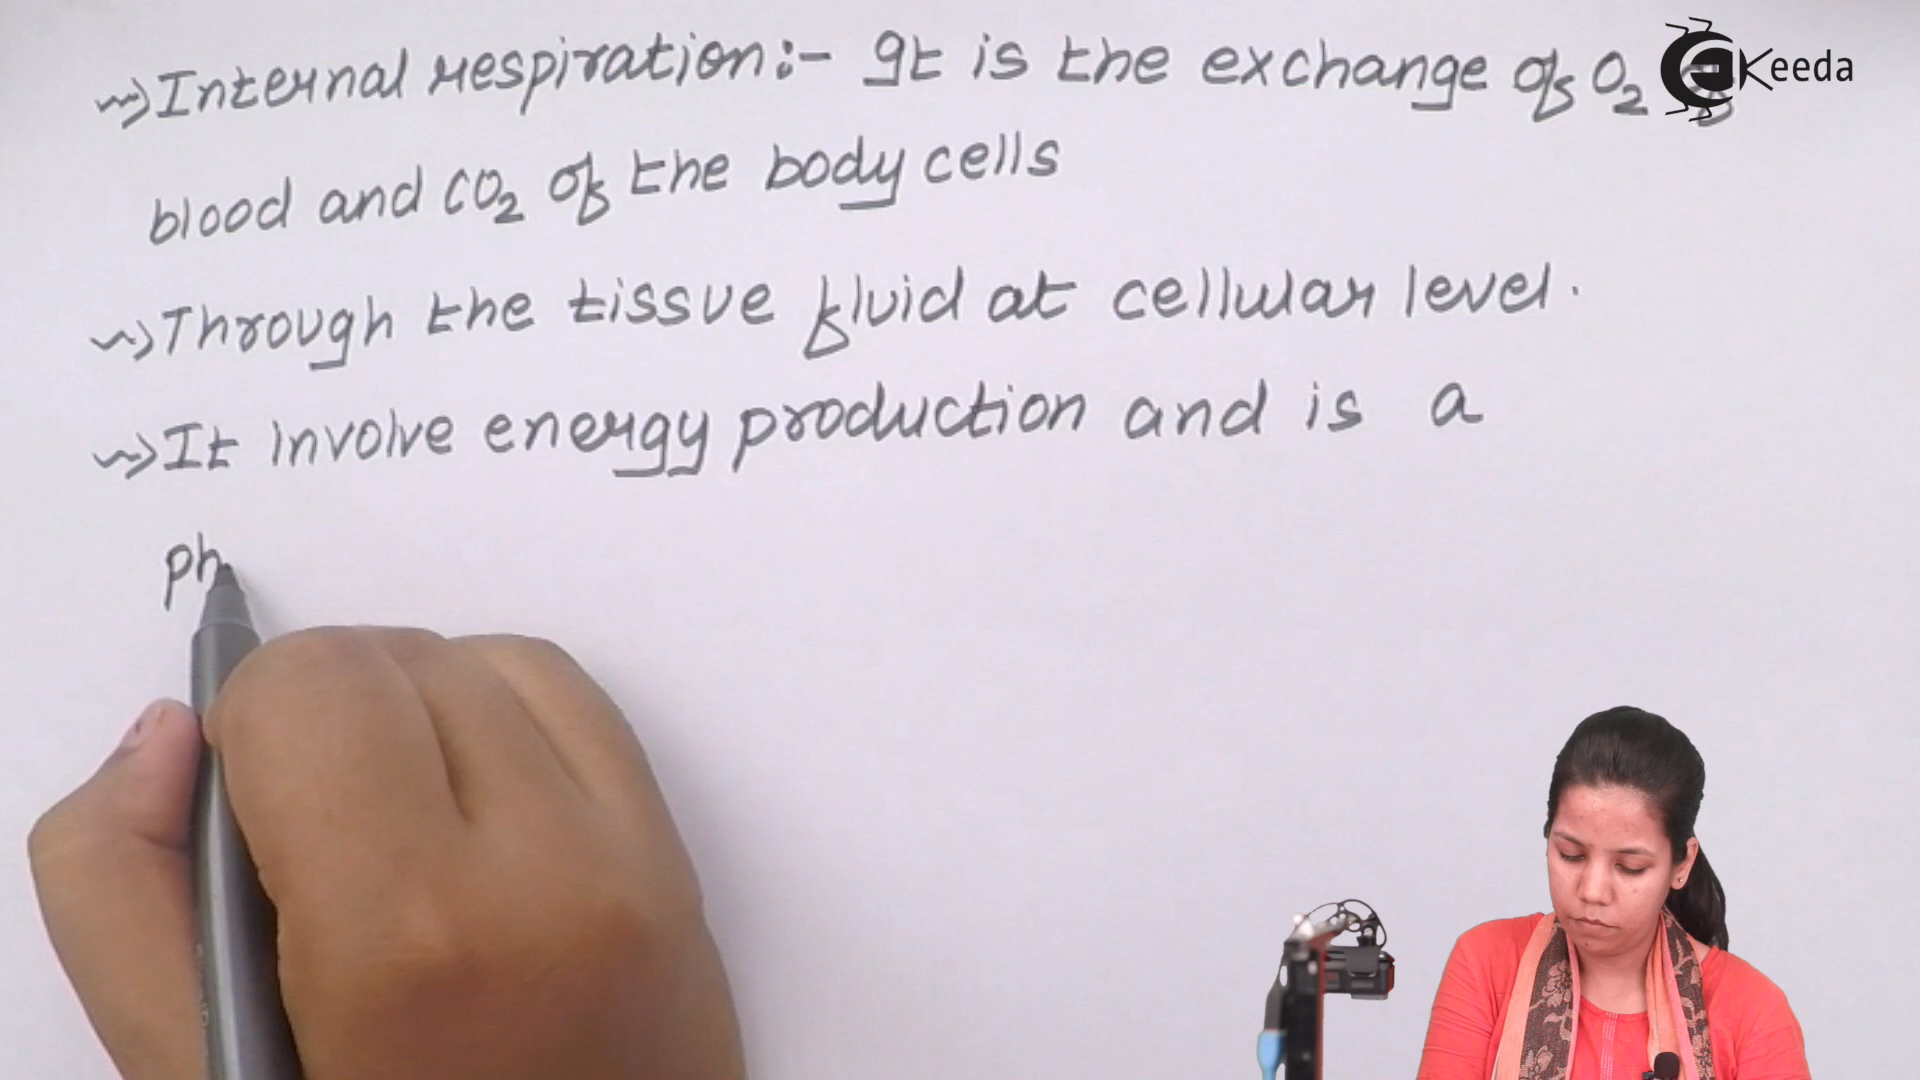 →Internal respiration:- It is the exchange of O₂
Keeda
blood and CO₂ of the body cells
→Through the tissue fluid at cellular level.
→It involve energy production and is a
ph